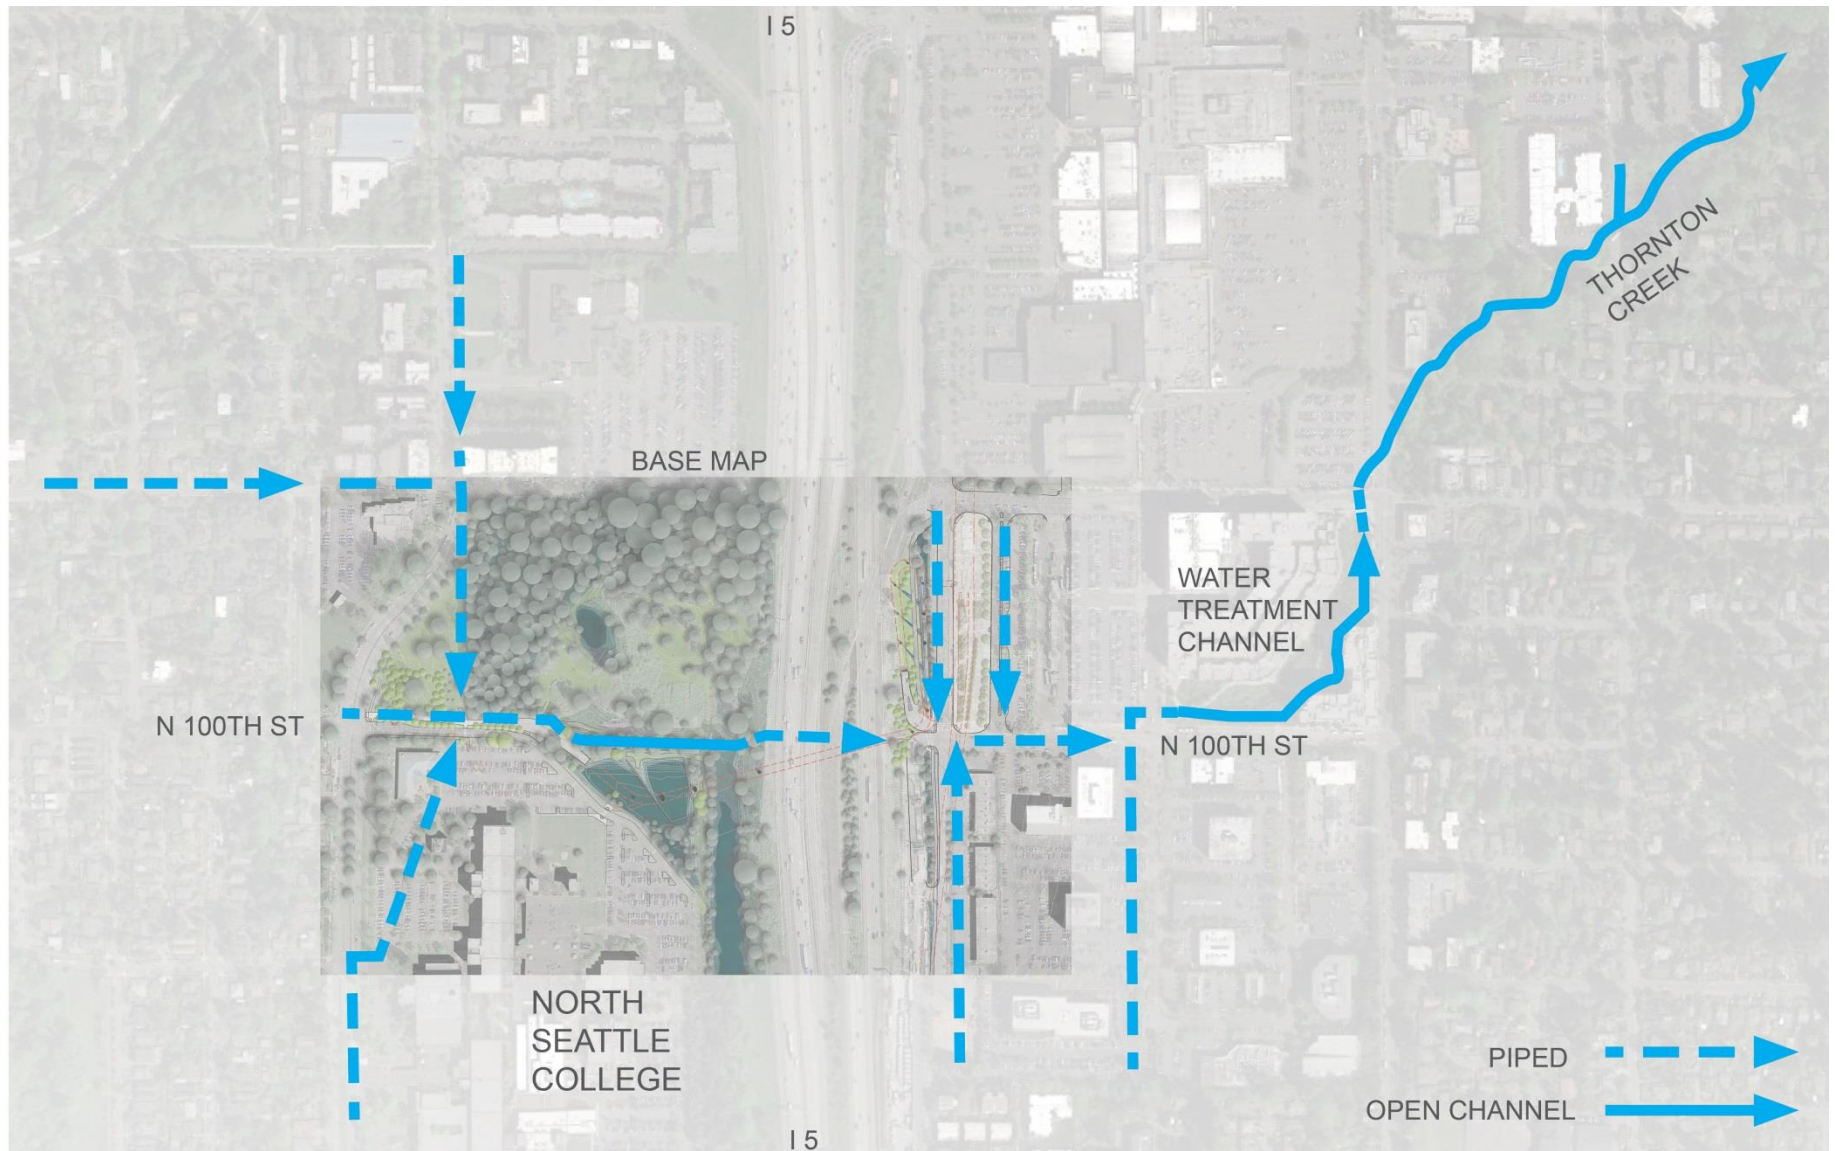 I 5
THORNTON
CREEK
BASE MAP
WATER
TREATMENT
CHANNEL
N 100TH ST
N 100TH ST
NORTH
SEATTLE
COLLEGE
PIPED
OPEN CHANNEL
I 5